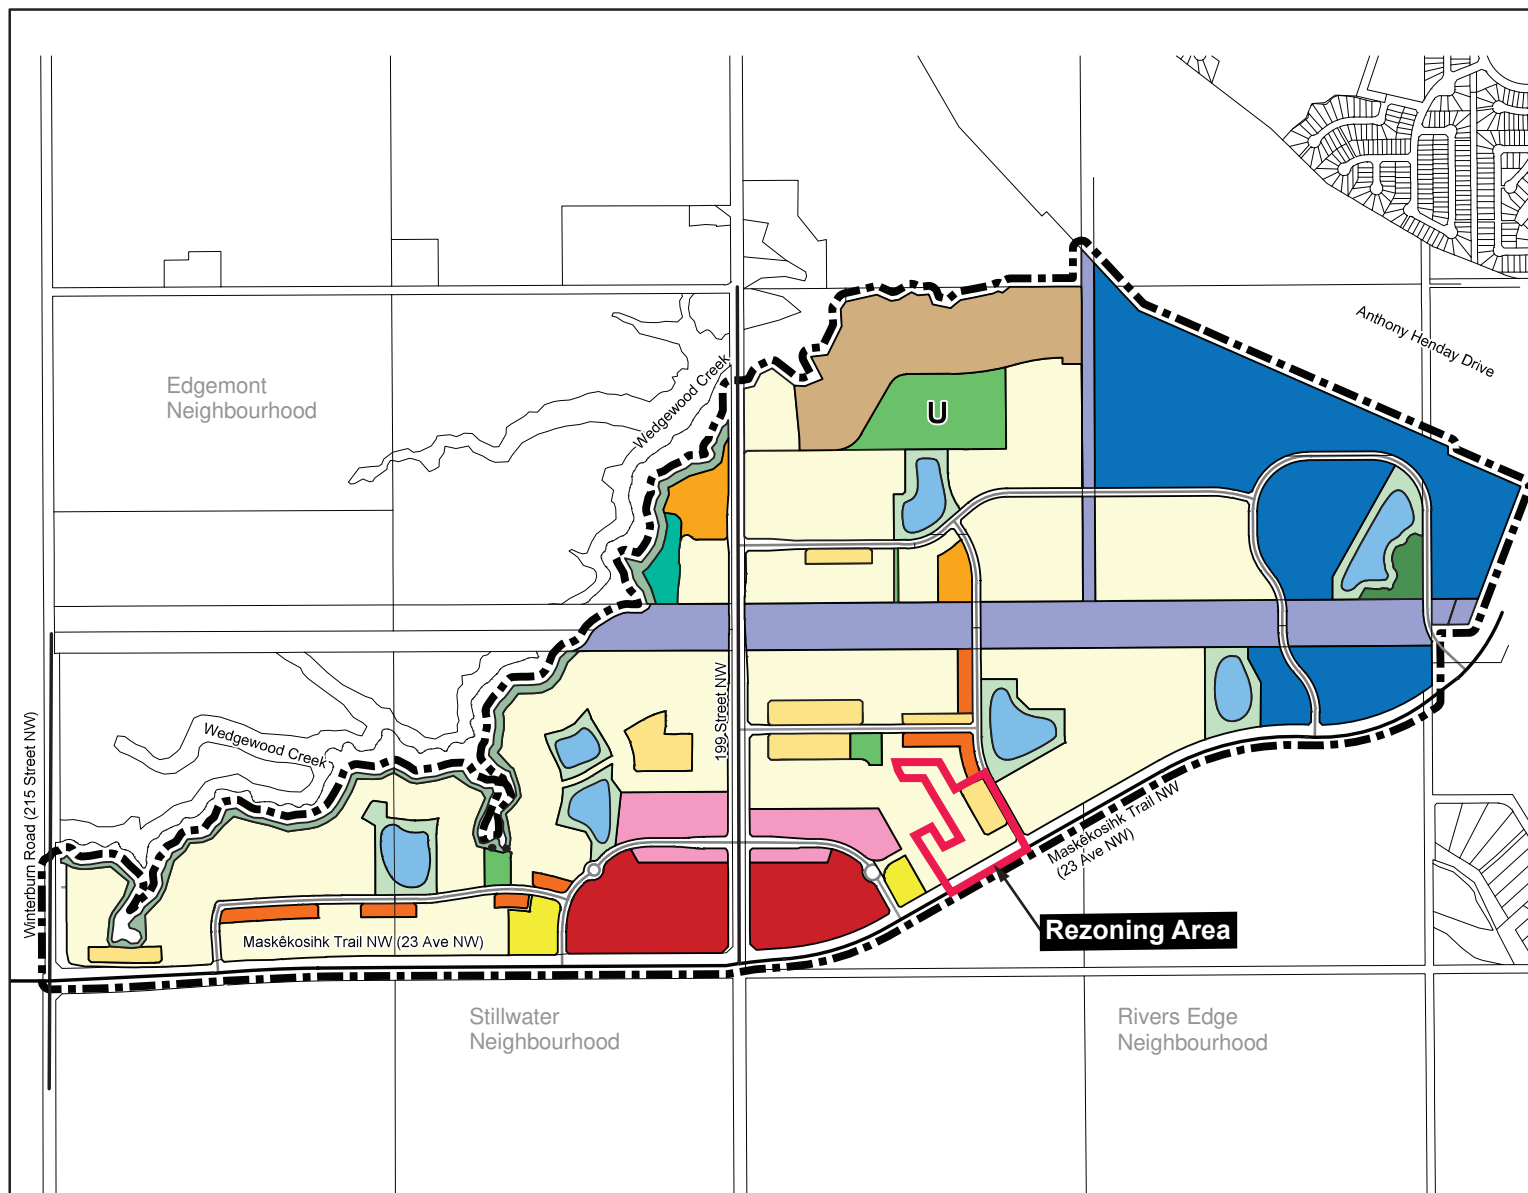 Anthony Henday Drive
Edgemont
Neighbourhood
Wedgewood Creek
U
199 Street NW
Wedgewood Creek
Winterburn Road (215 Street NW)
Maskêkosihk Trail NW
(23 Ave NW)
Rezoning Area
Maskêkosihk Trail NW (23 Ave NW)
Stillwater
Neighbourhood
Rivers Edge
Neighbourhood